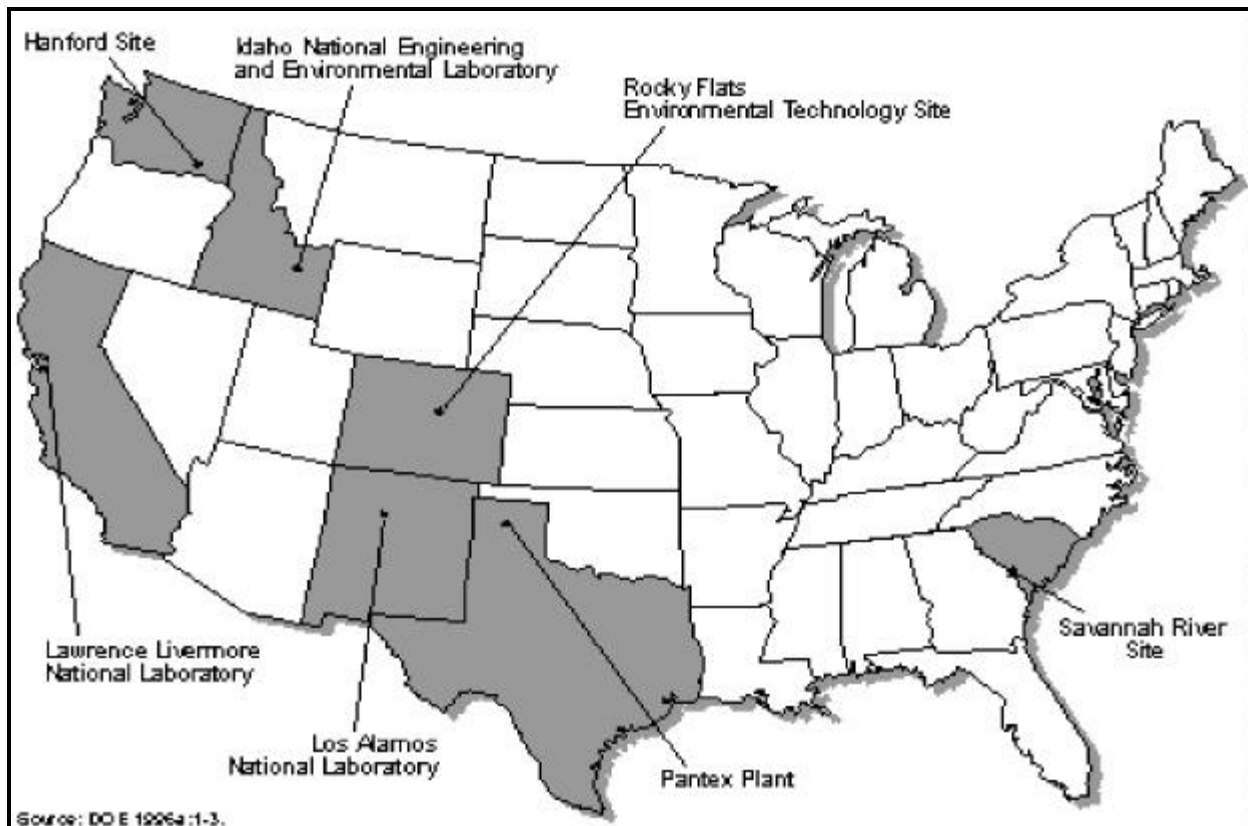 Hanford Site
Idaho National Engineering
and Environmental Laboratory
Rocky Flats
Environmental Technology Site
Lawrence Livermore
National Laboratory
Los Alamos
National Laboratory
Pantex Plant
Savannah River
Site
Source: DOE 1996a:1-3.